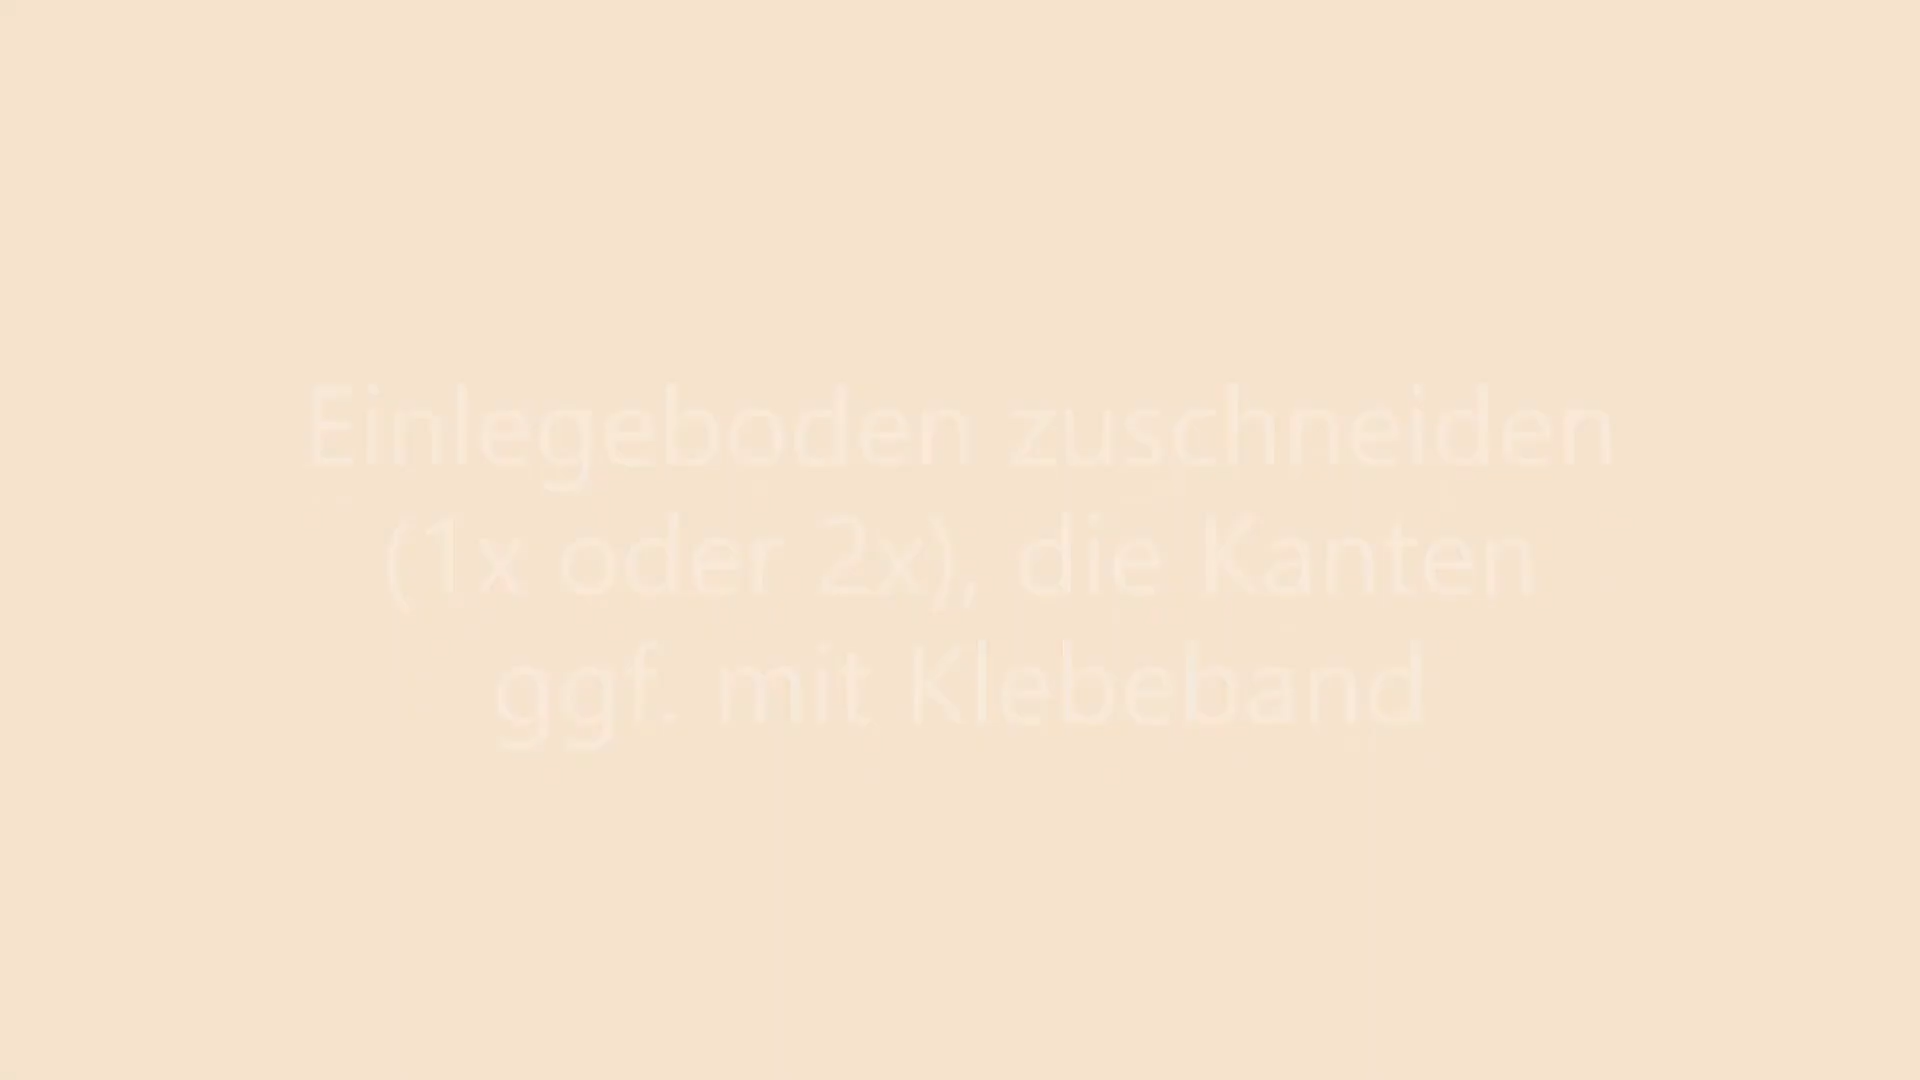 Einlegeboden zuschneiden
(1x oder 2x), die Kanten
ggf. mit Klebeband